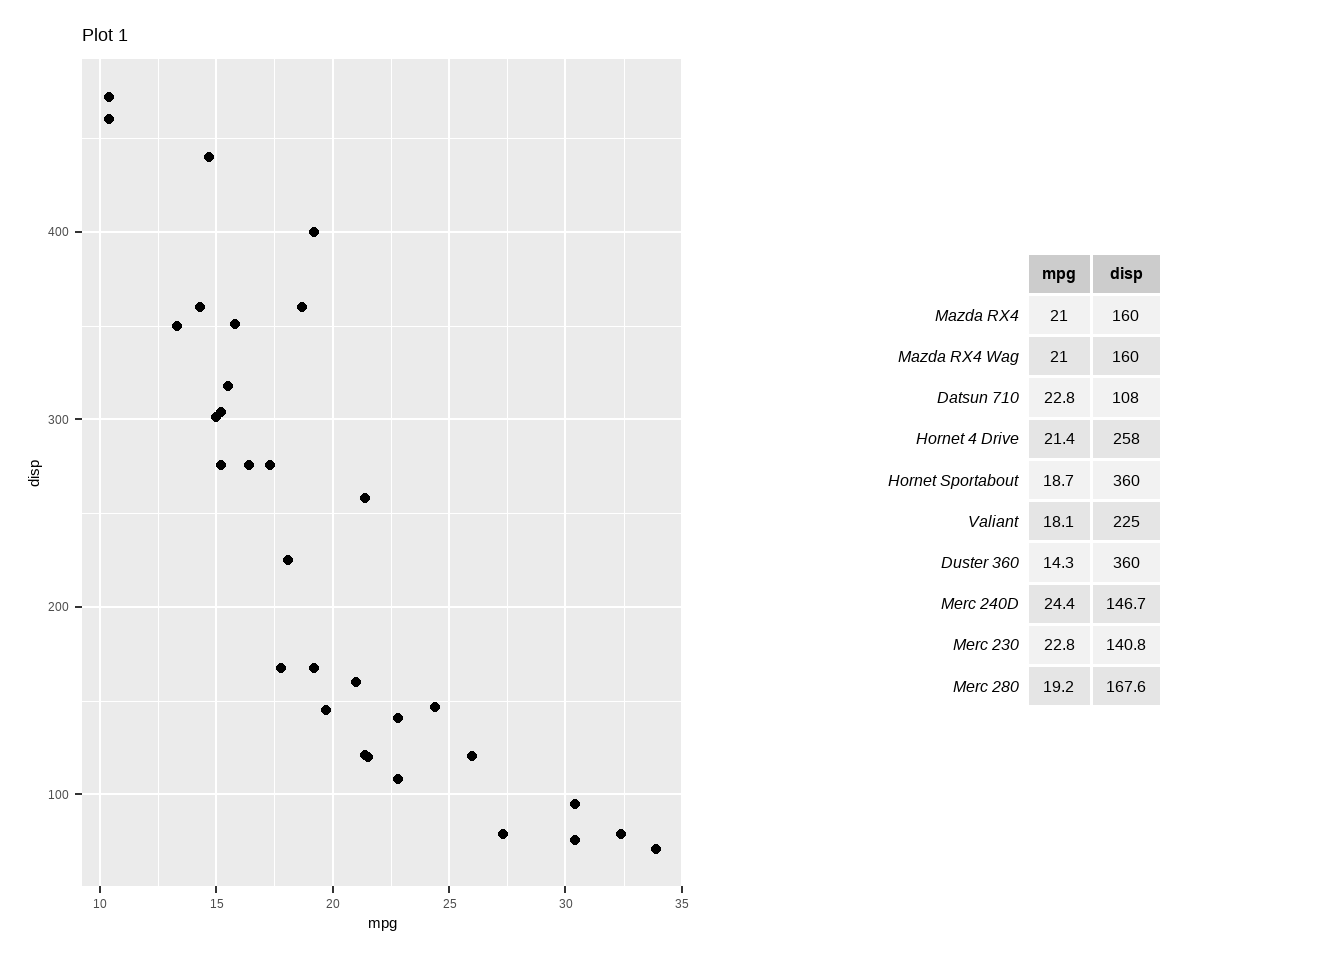 Plot 1
400
300
200
100
disp
10 15 20 25 30 35
mpg
mpg disp
Mazda RX4 21 160
Mazda RX4 Wag 21 160
Datsun 710 22.8 108
Hornet 4 Drive 21.4 258
Hornet Sportabout 18.7 360
Valiant 18.1 225
Duster 360 14.3 360
Merc 240D 24.4 146.7
Merc 230 22.8 140.8
Merc 280 19.2 167.6